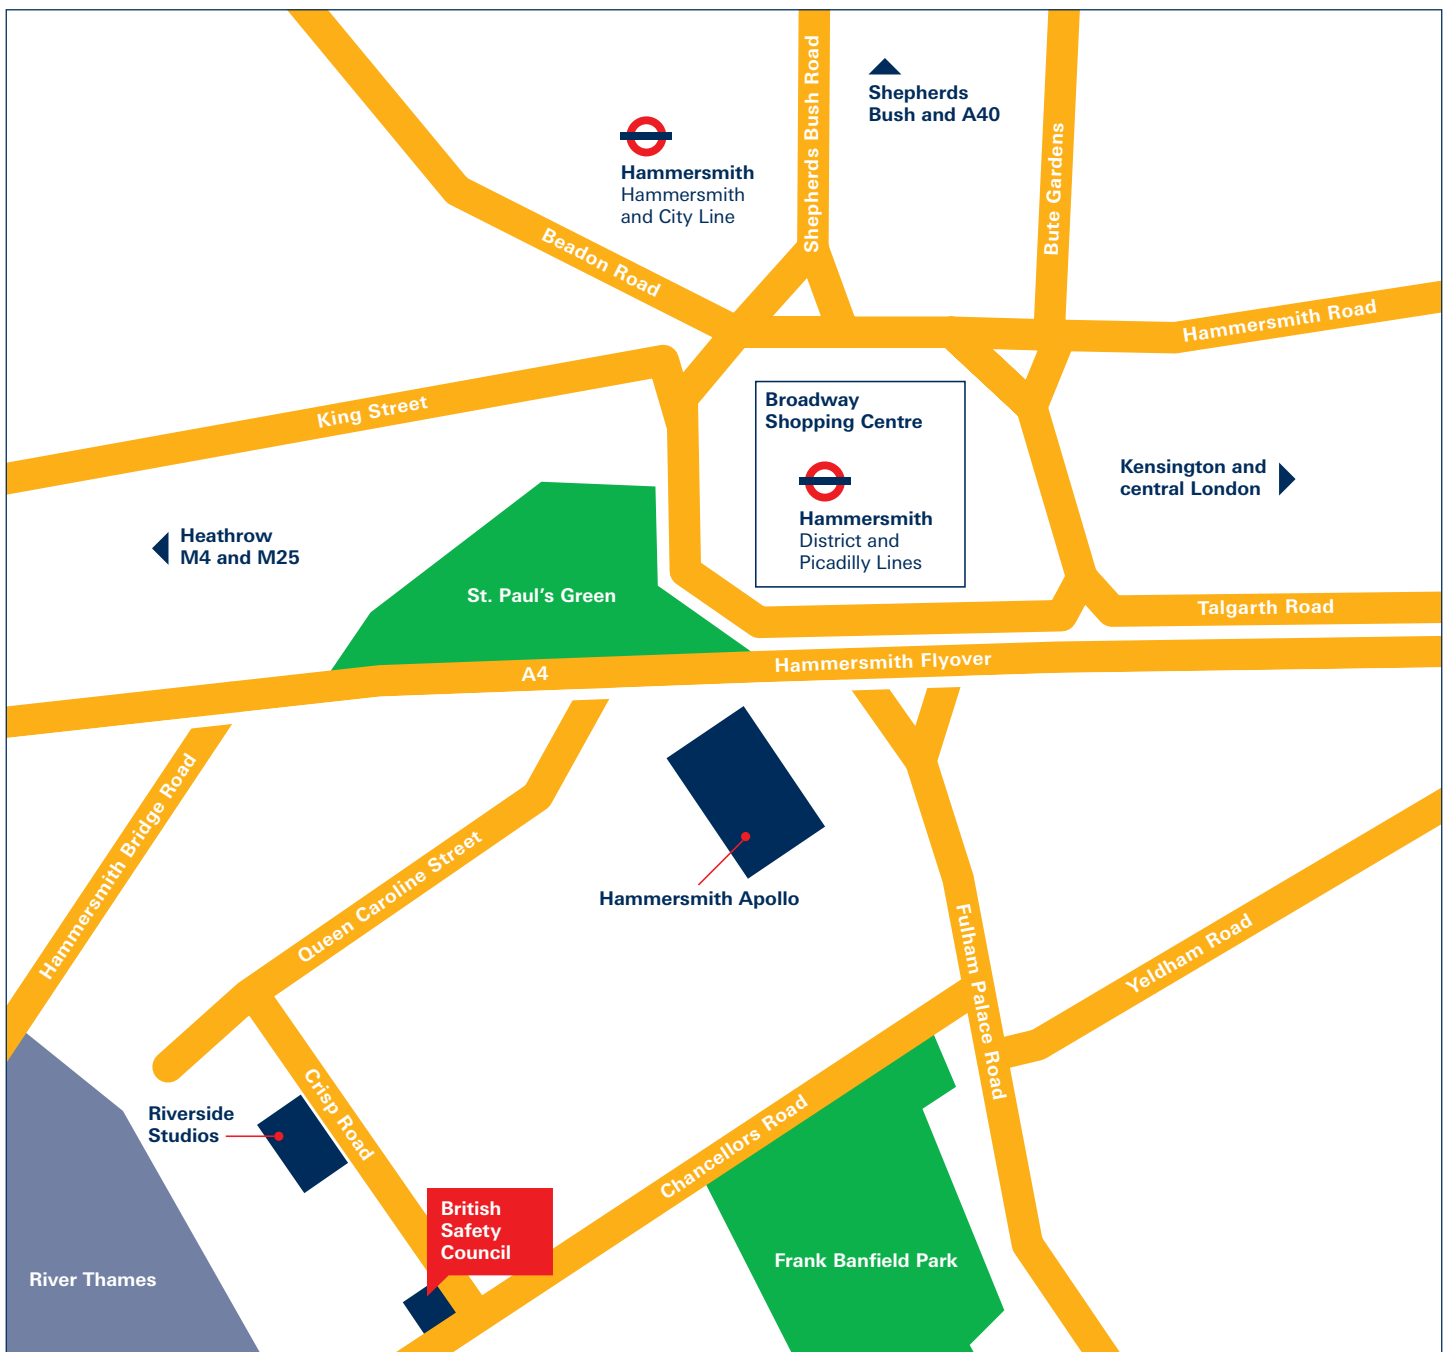 Shepherds Bush Road
Shepherds
Bush and A40
Bute Gardens
Hammersmith
Hammersmith
and City Line
Beadon Road
Hammersmith Road
King Street
Broadway
Shopping Centre
Hammersmith
District and
Picadilly Lines
Kensington and
central London
Heathrow
M4 and M25
St. Paul's Green
Talgarth Road
A4
Hammersmith Flyover
Hammersmith Bridge Road
Queen Caroline Street
Hammersmith Apollo
Fulham Palace Road
Yeldham Road
Crisp Road
Riverside
Studios
Chancellors Road
British
Safety
Council
Frank Banfield Park
River Thames